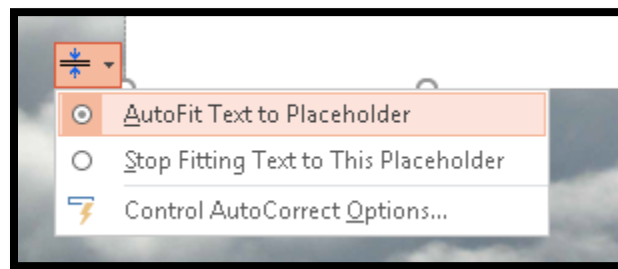 AutoFit Text to Placeholder
Stop Fitting Text to This Placeholder
Control AutoCorrect Options...